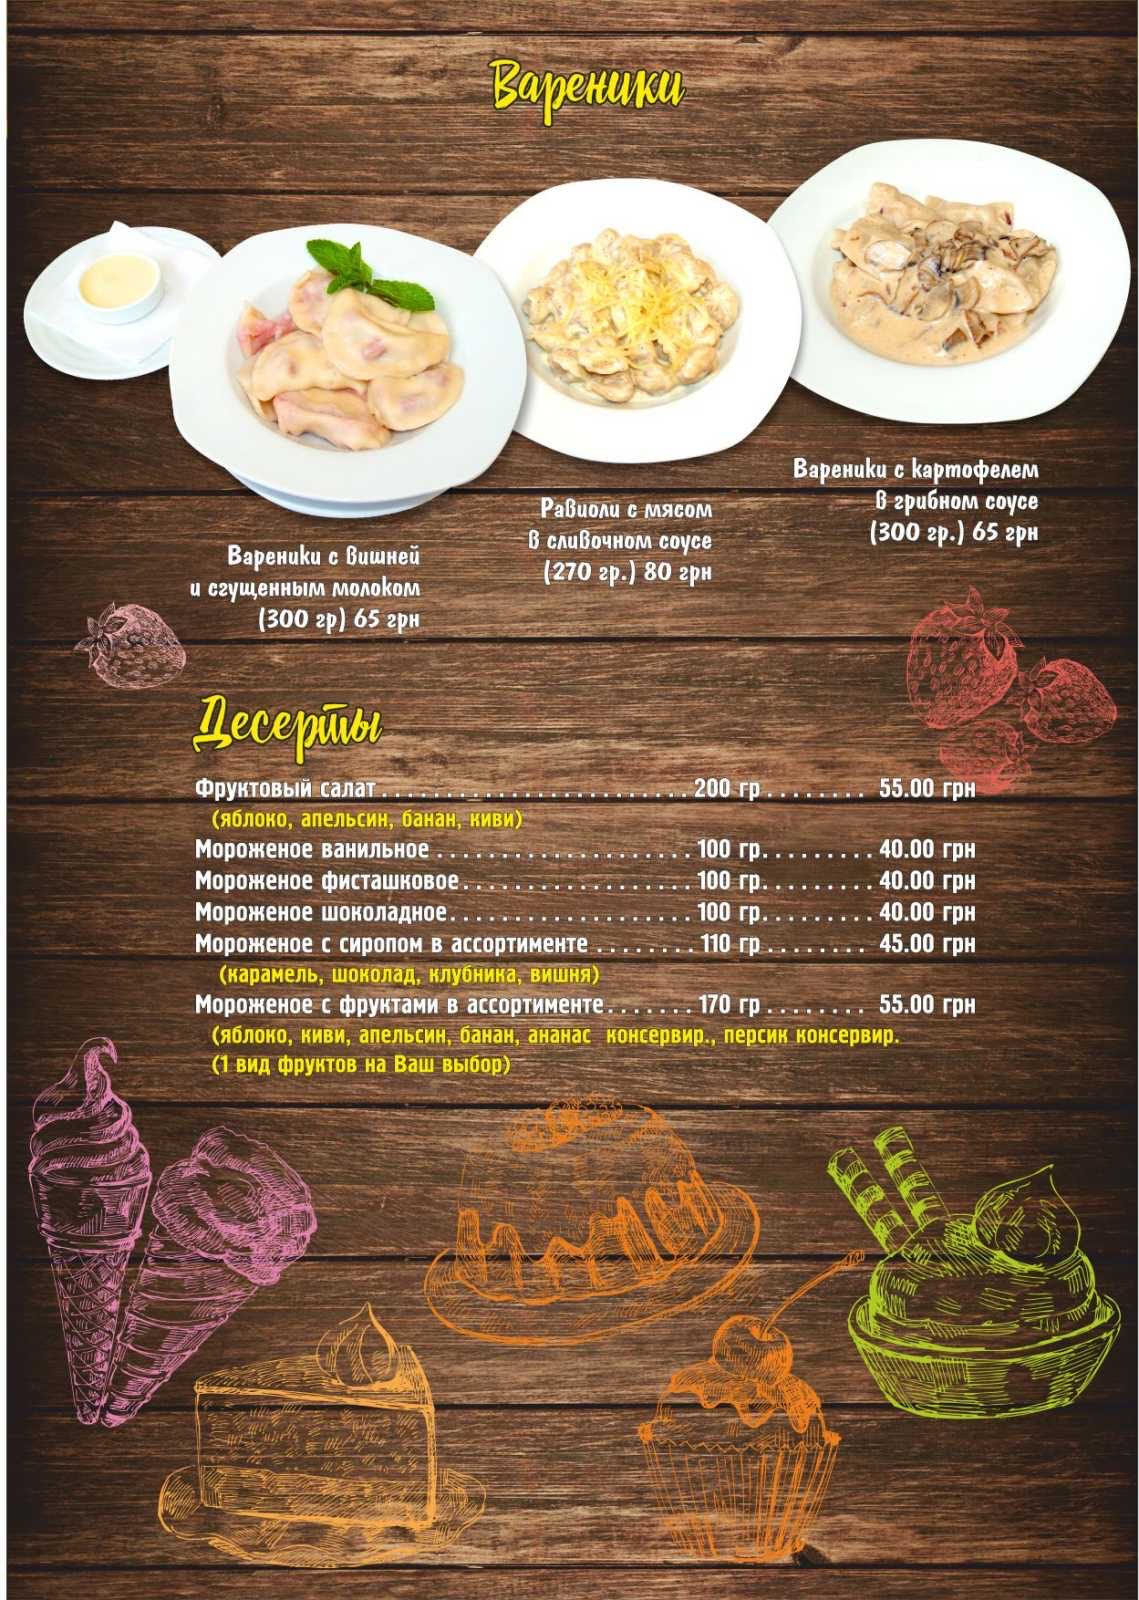 Вареники
Вареники с картофелем
в грибном соусе
(300 гр.) 65 грн
Равиоли с мясом
в сливочном соусе
(270 гр.) 80 грн
Вареники с вишней
и сгущенным молоком
(300 гр) 65 грн
Десерты
Фруктовый салат........................200 гр........ 55.00 грн
(яблоко, апельсин, банан, киви)
Мороженое ванильное ....................100 гр.........40.00 грн
Мороженое фисташковое..................100 гр.........40.00 грн
Мороженое шоколадное...................100 гр.........40.00 грн
Мороженое с сиропом в ассортименте ........110 гр ........ 45.00 грн
(карамель, шоколад, клубника, вишня)
Мороженое с фруктами в ассортименте.......170 гр........ 55.00 грн
(яблоко, киви, апельсин, банан, ананас консервир., персик консервир.
(1 вид фруктов на Ваш выбор)